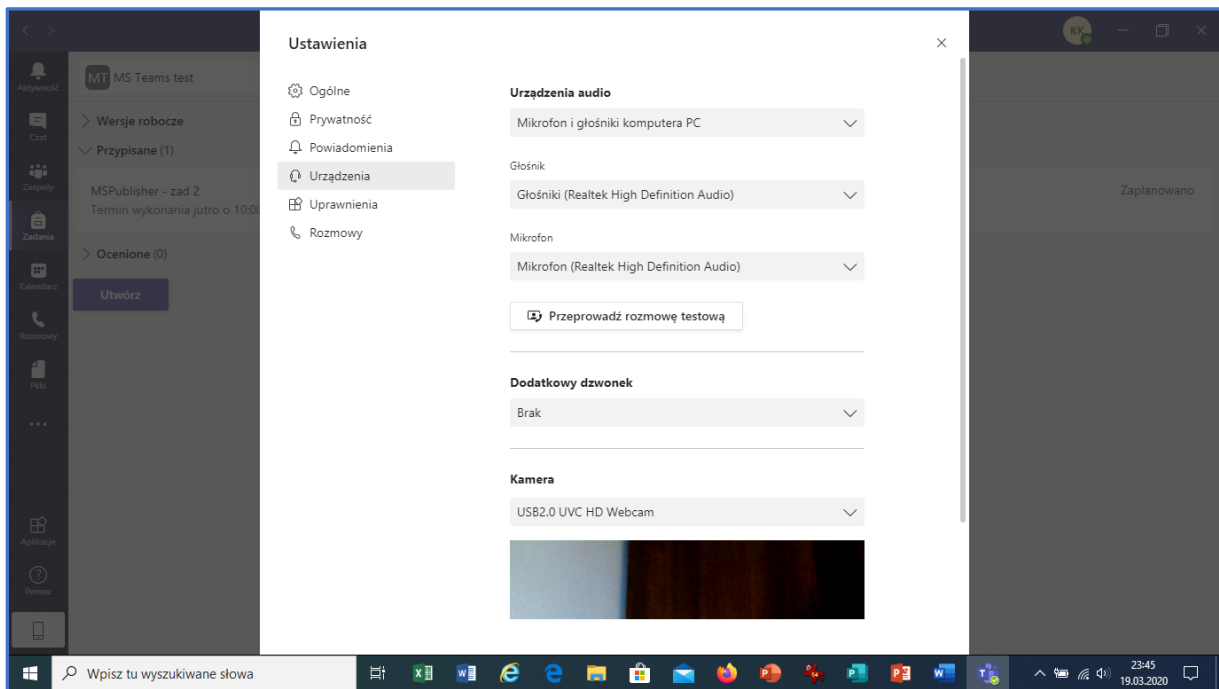 KK
Ustawienia
Aktywność
MT MS Teams test
Czat
Wersje robocze
Przypisane (1)
Zespoły
MSPublisher - zad 2
Zaplanowano
Termin wykonania jutro o 10:00
Zadania
Ocenione (0)
Kalendarz
Utwórz
Rozmowy
Pliki
Aplikacje
Pomoc
Ogólne
Prywatność
Powiadomienia
Urządzenia
Uprawnienia
Rozmowy
Urządzenia audio
Mikrofon i głośniki komputera PC
Głośnik
Głośniki (Realtek High Definition Audio)
Mikrofon
Mikrofon (Realtek High Definition Audio)
Przeprowadź rozmowę testową
Dodatkowy dzwonek
Brak
Kamera
USB2.0 UVC HD Webcam
Wpisz tu wyszukiwane słowa
23:45
19.03.2020